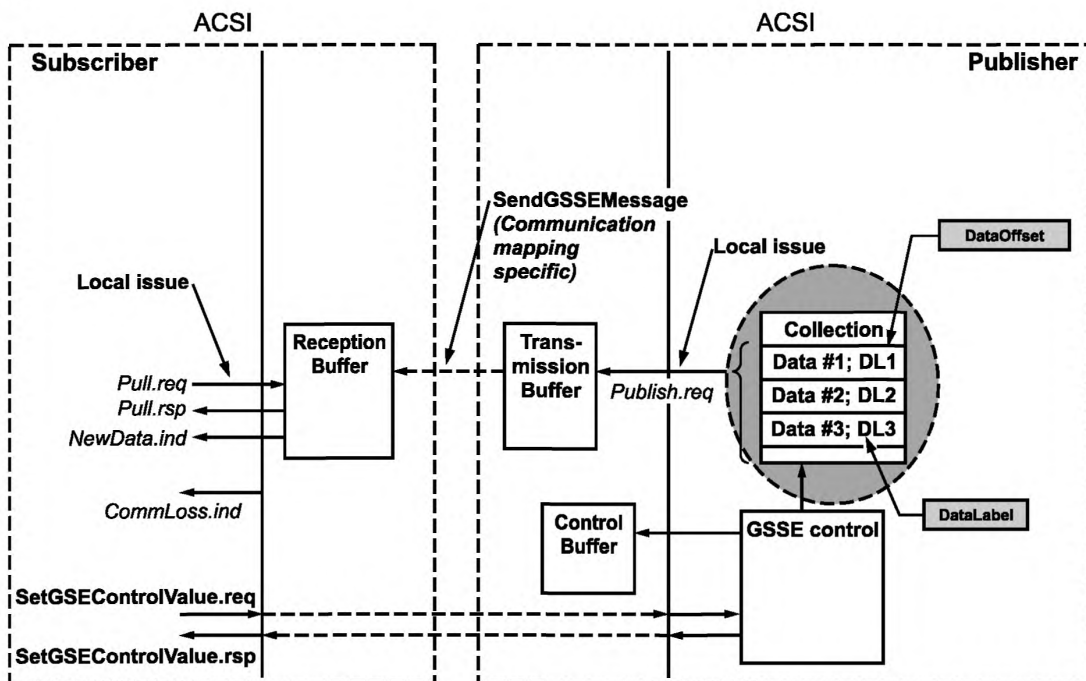 ACSI
ACSI
Subscriber
Publisher
SendGSSEMessage
(Communication
mapping
specific)
Local issue
DataOffset
Local issue
Reception
Buffer
Trans-
mission
Buffer
Collection
Data #1; DL1
Data #2; DL2
Data #3; DL3
Pull.req
Pull.rsp
NewData.ind
Publish.req
CommLoss.ind
Control
Buffer
GSSE control
DataLabel
SetGSEControlValue.req
SetGSEControlValue.rsp